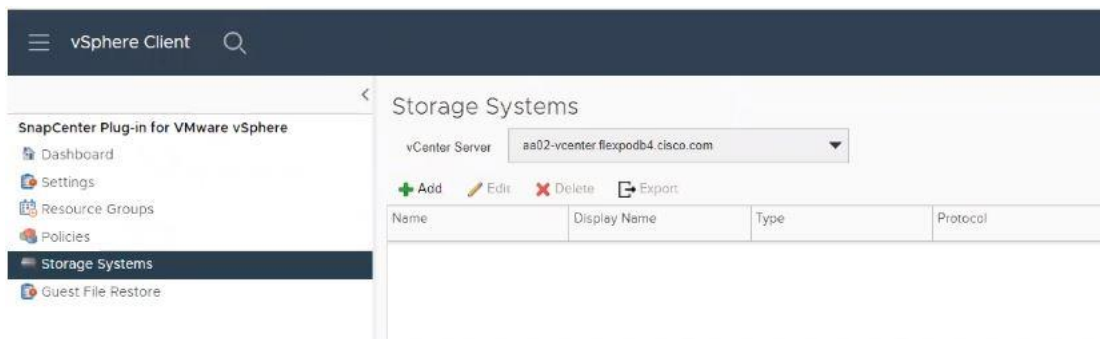 vSphere Client
SnapCenter Plug-in for VMware vSphere
Dashboard
Settings
Resource Groups
Policies
Storage Systems
Guest File Restore
Storage Systems
vCenter Server aa02-vcenter.flexpodb4.cisco.com
Add Edit Delete Export
Name Display Name Type Protocol